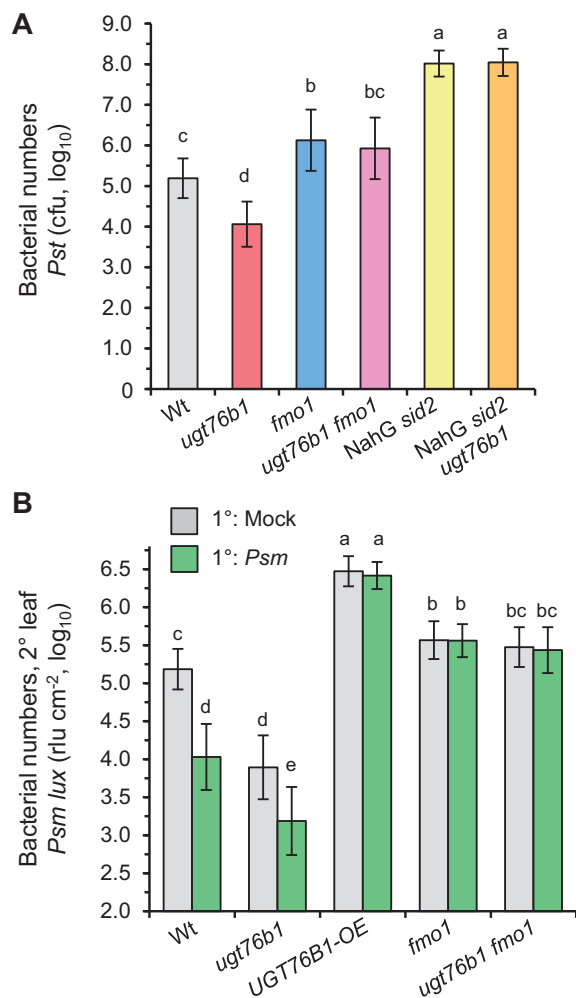 A
Bacterial numbers
Pst (cfu, log10)
9.0
8.0
7.0
6.0
5.0
4.0
3.0
2.0
1.0
0
c
d
b
bc
a
a
Wt
ugt76b1
fmo1
ugt76b1 fmo1
NahG sid2
NahG sid2
ugt76b1
B
1°: Mock
1°: Psm
Bacterial numbers, 2° leaf
Psm lux (rlu cm-2, log10)
6.5
6.0
5.5
5.0
4.5
4.0
3.5
3.0
2.5
2.0
c
d
d
e
a
a
b
b
bc
bc
Wt
ugt76b1
UGT76B1-OE
fmo1
ugt76b1 fmo1